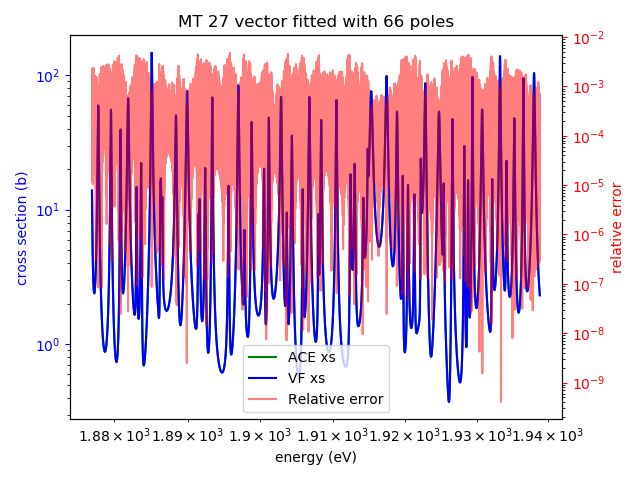 MT 27 vector fitted with 66 poles
cross section (b)
10² 10¹ 10⁰
10⁻² 10⁻³ 10⁻⁴ 10⁻⁵ 10⁻⁶ 10⁻⁷ 10⁻⁸ 10⁻⁹
relative error
ACE xs
VF xs
Relative error
1.88 × 10³ 1.89 × 10³ 1.9 × 10³ 1.91 × 10³ 1.92 × 10³ 1.93 × 10³ 1.94 × 10³
energy (eV)